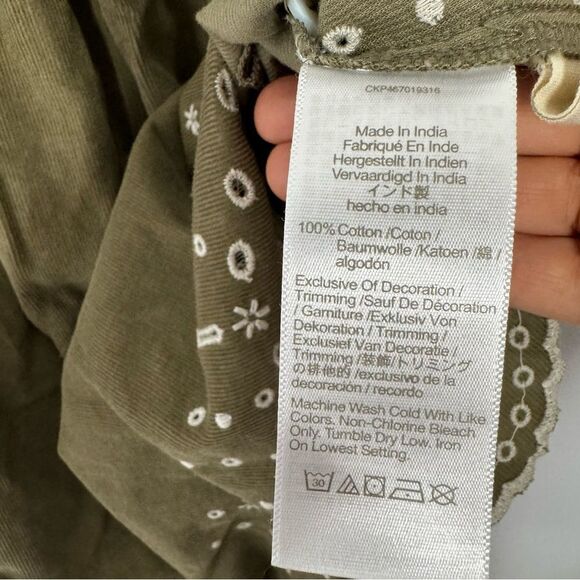 CKP467019316
Made In India
Fabriqué En Inde
Hergestellt In Indien
Vervaardigd In India
インド製
hecho en india
100% Cotton /Coton /
Baumwolle /Katoen /綿 /
algodón
Exclusive Of Decoration /
Trimming /Sauf De Décoration
/ Garniture /Exklusiv Von
Dekoration / Trimming /
Exclusief Van Decoratie /
Trimming /装飾/トリミング
の排他的 /exclusivo de la
decoración / recordo
Machine Wash Cold With Like
Colors. Non-Chlorine Bleach
Only. Tumble Dry Low. Iron
On Lowest Setting.
30